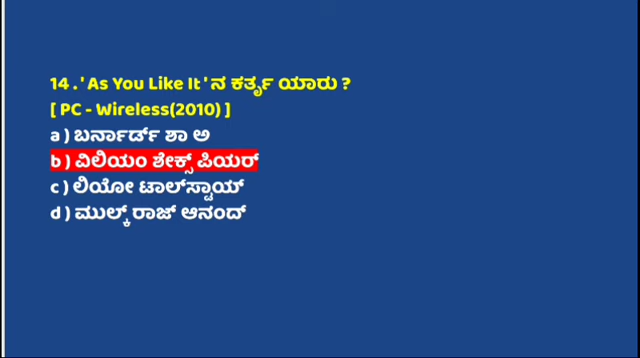 14 . ' As You Like It ' ನ ಕರ್ತೃ ಯಾರು ?
[ PC - Wireless(2010) ]
a ) ಬರ್ನಾರ್ಡ್ ಶಾ ಅ
b ) ವಿಲಿಯಂ ಶೇಕ್ಸ್ ಪಿಯರ್
c ) ಲಿಯೋ ಟಾಲ್‌ಸ್ಟಾಯ್
d ) ಮುಲ್ಕ್ ರಾಜ್ ಆನಂದ್